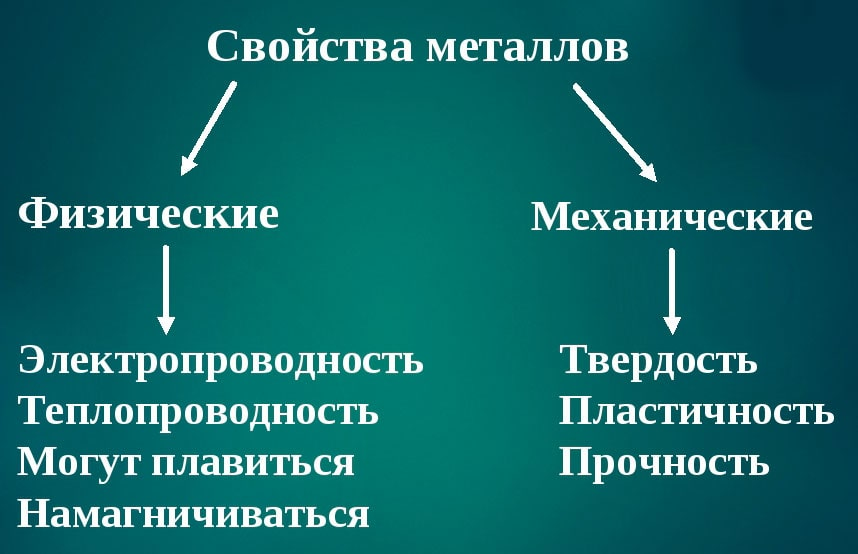 Свойства металлов
Физические
Механические
Электропроводность
Теплопроводность
Могут плавиться
Намагничиваться
Твердость
Пластичность
Прочность